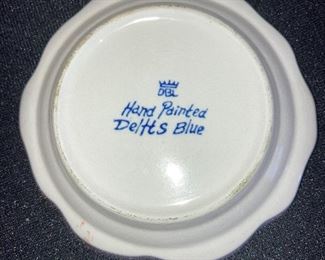 DBL
Hand Painted
Delfts Blue